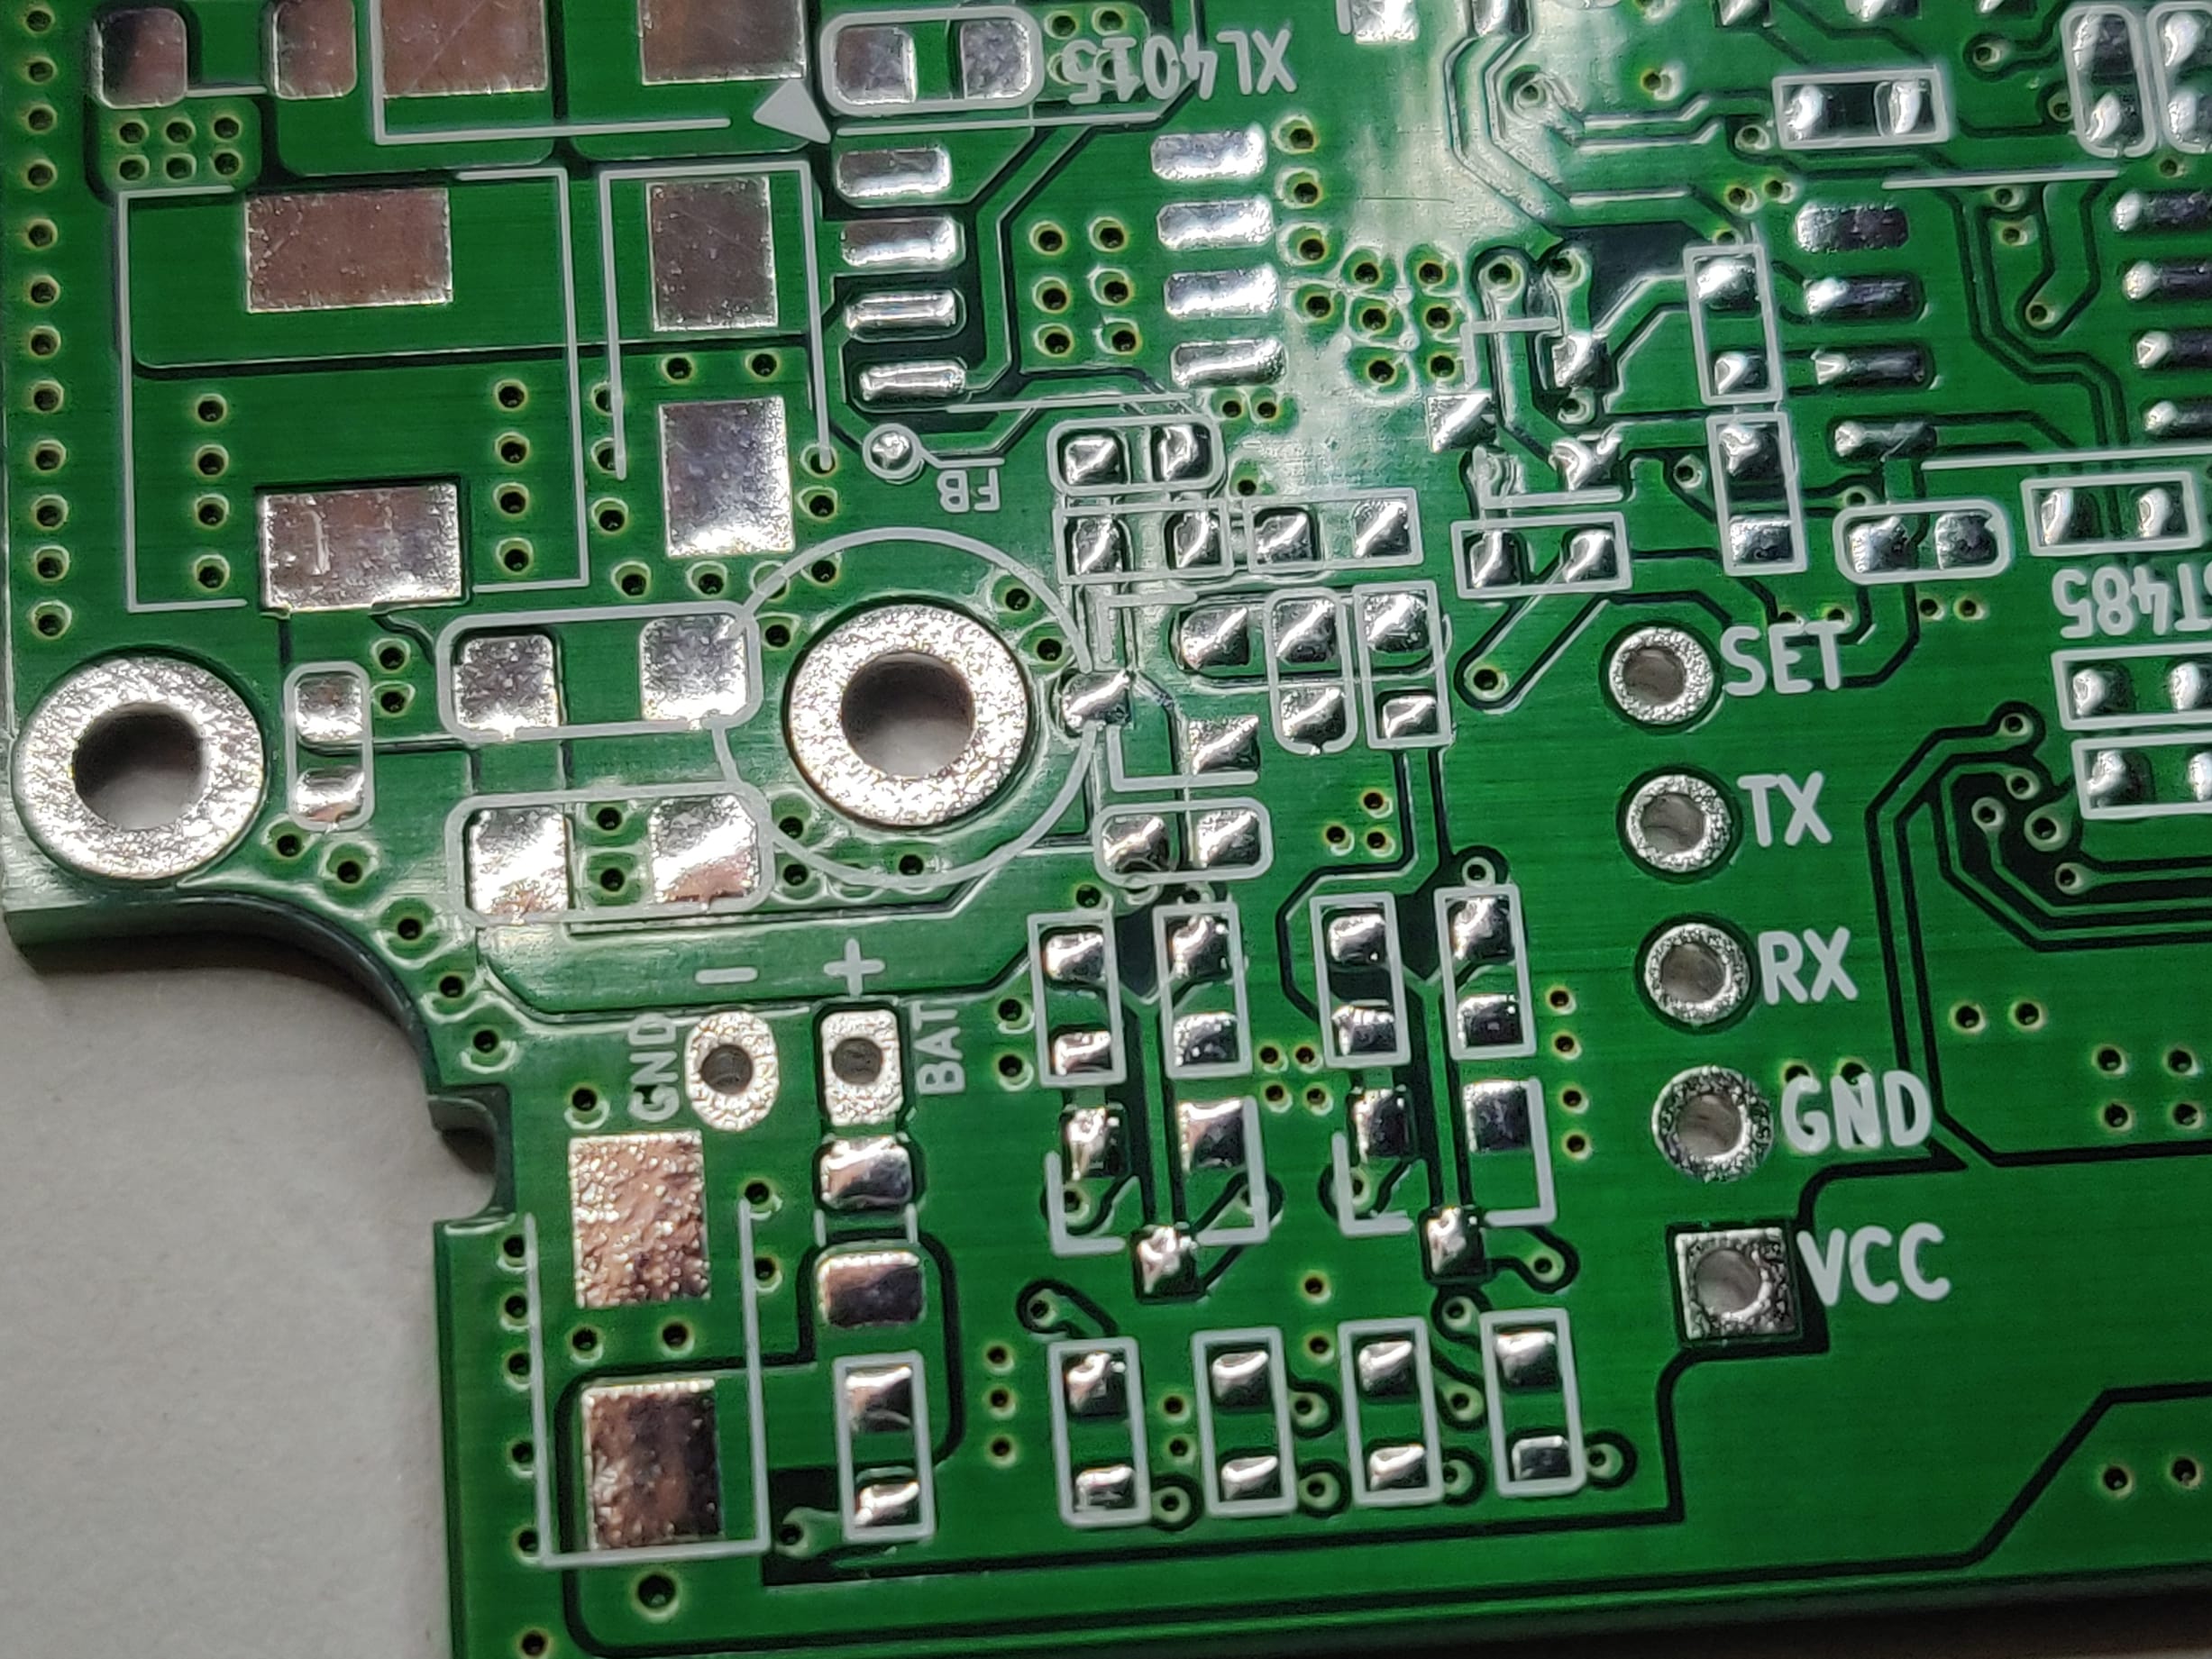 XL4015
FB
T485
SET
TX
RX
GND
VCC
- +
GND
BAT